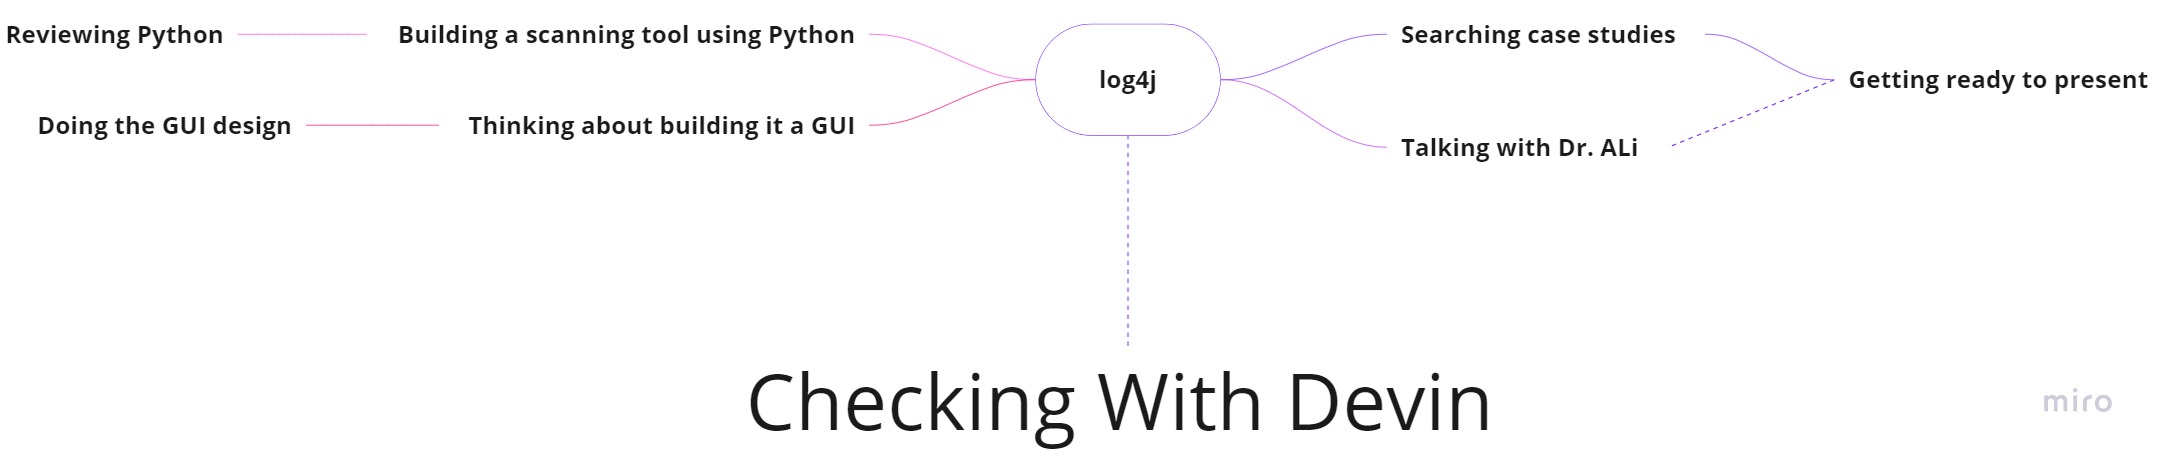 Reviewing Python
Building a scanning tool using Python
log4j
Searching case studies
Getting ready to present
Doing the GUI design
Thinking about building it a GUI
Talking with Dr. ALi
Checking With Devin
miro